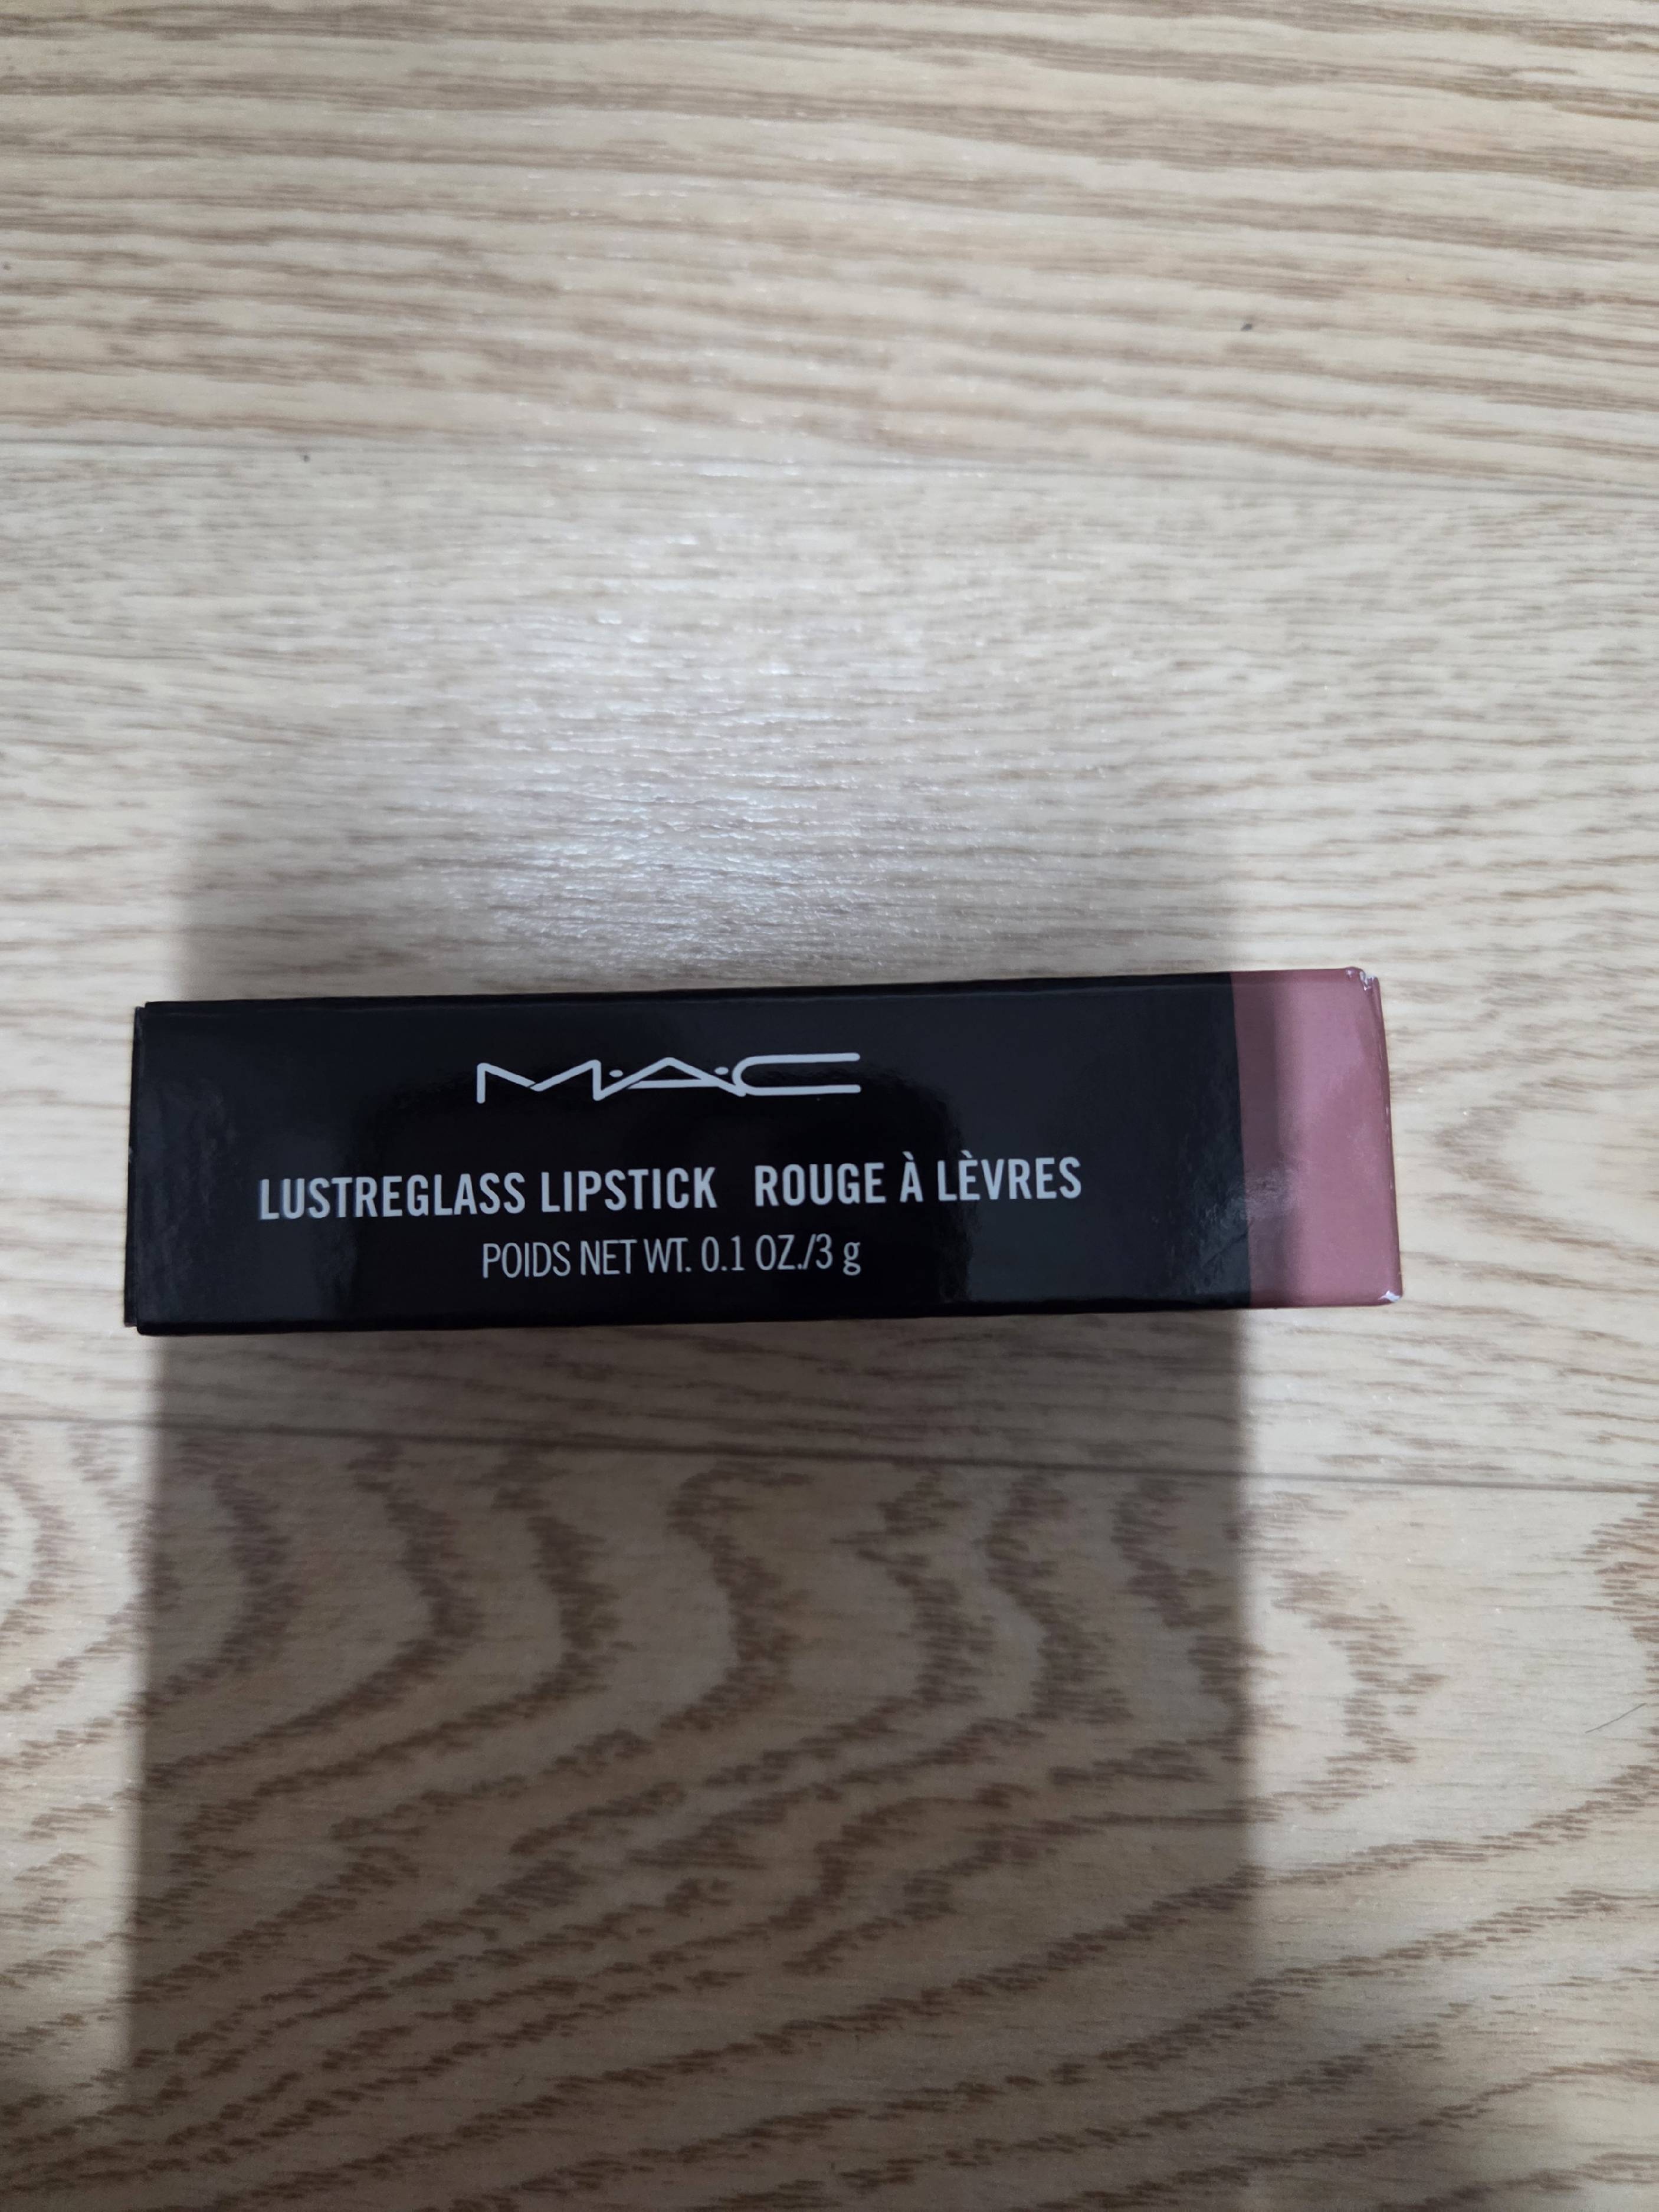 M·A·C
LUSTREGLASS LIPSTICK ROUGE À LÈVRES
POIDS NET WT. 0.1 OZ./3 g